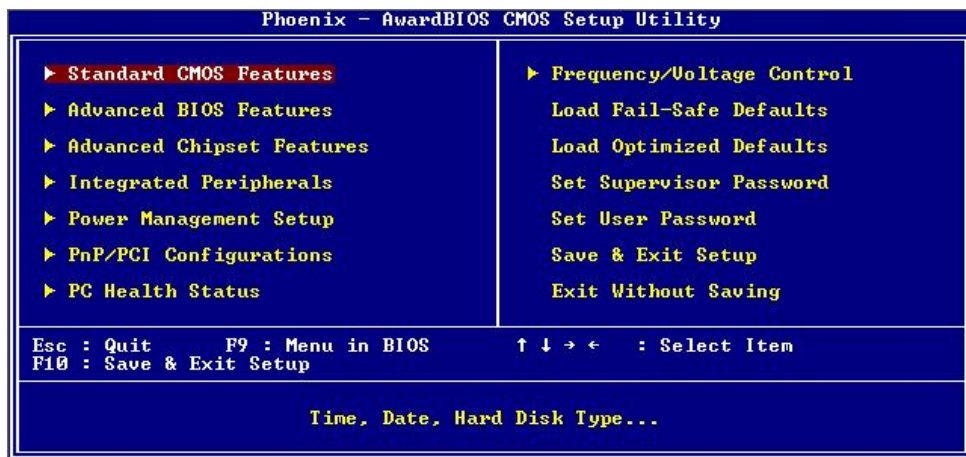 Phoenix - AwardBIOS CMOS Setup Utility
▶ Standard CMOS Features
▶ Advanced BIOS Features
▶ Advanced Chipset Features
▶ Integrated Peripherals
▶ Power Management Setup
▶ PnP/PCI Configurations
▶ PC Health Status
▶ Frequency/Voltage Control
Load Fail-Safe Defaults
Load Optimized Defaults
Set Supervisor Password
Set User Password
Save & Exit Setup
Exit Without Saving
Esc : Quit F9 : Menu in BIOS ↑ ↓ → ← : Select Item
F10 : Save & Exit Setup
Time, Date, Hard Disk Type...